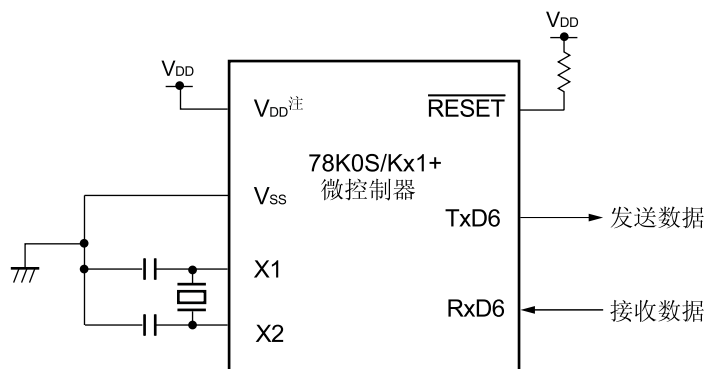 VDD
VDD
VDD注
RESET
78K0S/Kx1+
微控制器
VSS
TxD6
发送数据
X1
X2
RxD6
接收数据